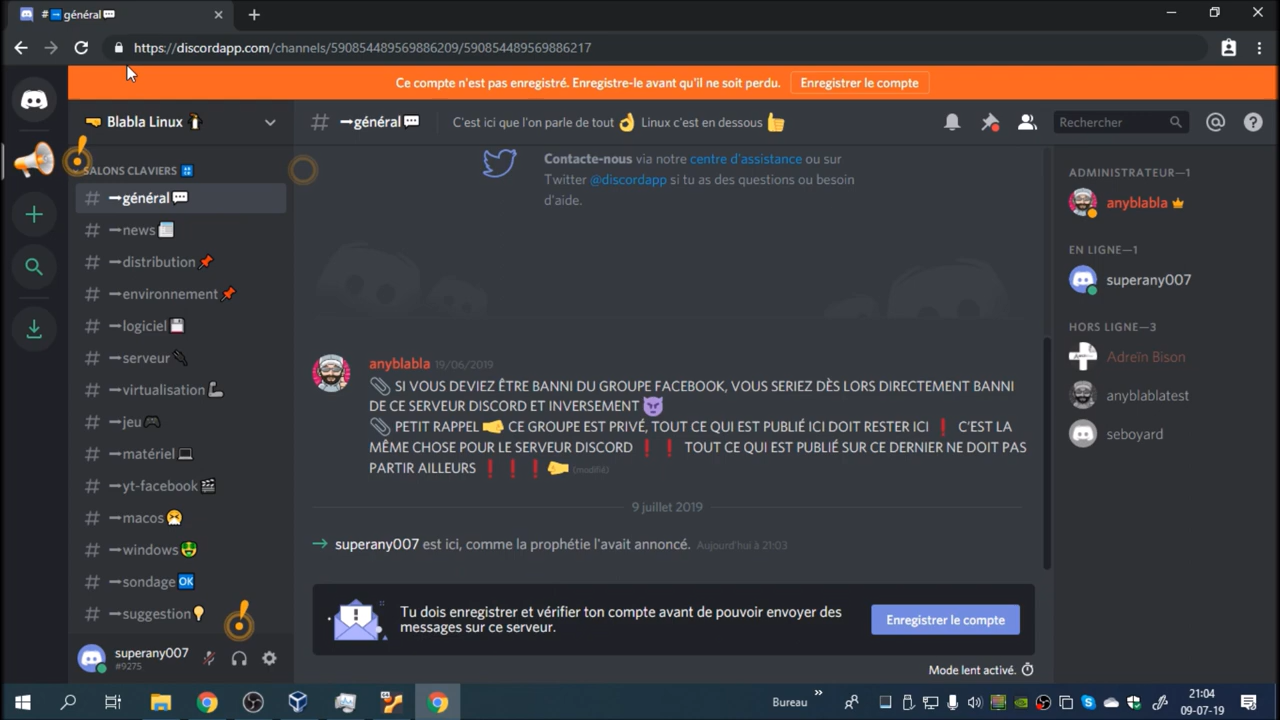 #➡général💬
https://discordapp.com/channels/590854489569886209/590854489569886217
Ce compte n'est pas enregistré. Enregistre-le avant qu'il ne soit perdu.
Enregistrer le compte
Blabla Linux
général
C'est ici que l'on parle de tout 👌 Linux c'est en dessous 👍
Rechercher
SALONS CLAVIERS
# général
# news
# distribution
# environnement
# logiciel
# serveur
# virtualisation
# jeu
# matériel
# yt-facebook
# macos
# windows
# sondage 🆗
# suggestion
superany007
#9275
Contacte-nous via notre centre d'assistance ou sur
Twitter @discordapp si tu as des questions ou besoin
d'aide.
anyblabla 19/06/2019
SI VOUS DEVIEZ ÊTRE BANNI DU GROUPE FACEBOOK, VOUS SERIEZ DÈS LORS DIRECTEMENT BANNI
DE CE SERVEUR DISCORD ET INVERSEMENT
PETIT RAPPEL CE GROUPE EST PRIVÉ, TOUT CE QUI EST PUBLIÉ ICI DOIT RESTER ICI ❗ C'EST LA
MÊME CHOSE POUR LE SERVEUR DISCORD ❗ ❗ TOUT CE QUI EST PUBLIÉ SUR CE DERNIER NE DOIT PAS
PARTIR AILLEURS ❗ ❗ ❗ (modifié)
9 juillet 2019
superany007 est ici, comme la prophétie l'avait annoncé. Aujourd'hui à 21:03
Tu dois enregistrer et vérifier ton compte avant de pouvoir envoyer des
messages sur ce serveur.
Enregistrer le compte
Mode lent activé.
ADMINISTRATEUR—1
anyblabla
EN LIGNE—1
superany007
HORS LIGNE—3
Adreïn Bison
anyblablatest
seboyard
Bureau
21:04
09-07-19